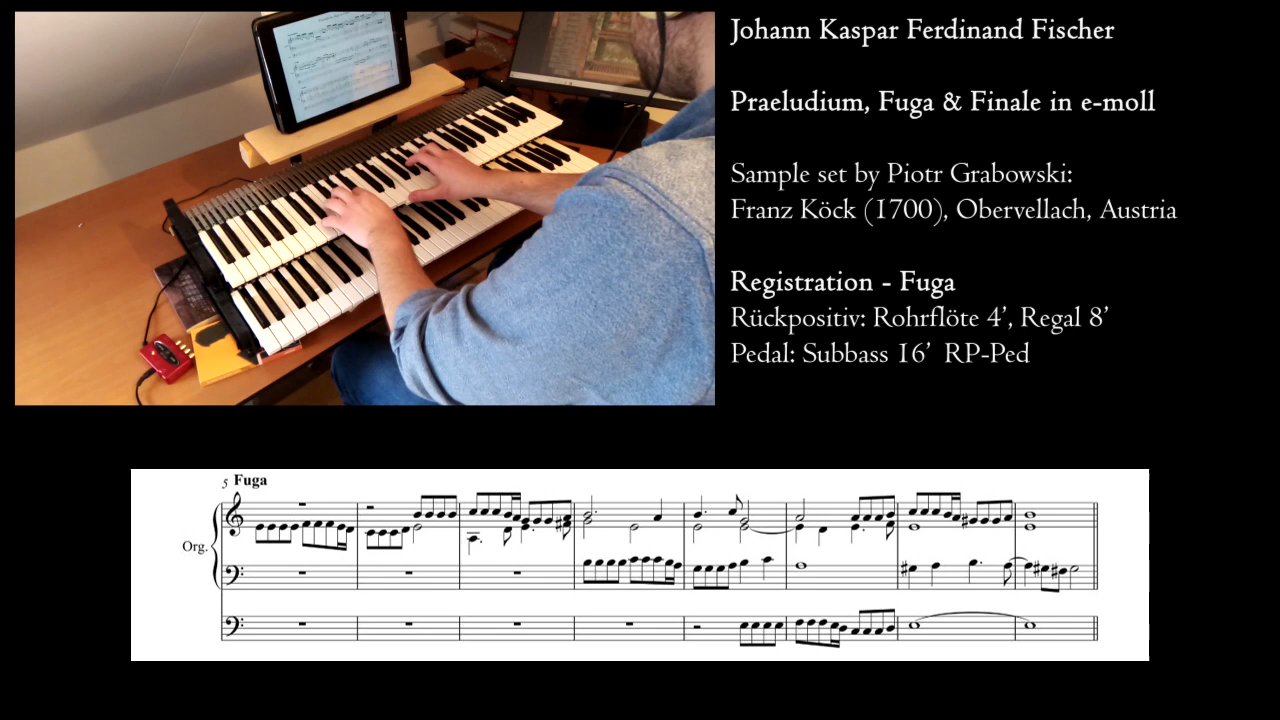 Johann Kaspar Ferdinand Fischer
Praeludium, Fuga & Finale in e-moll
Sample set by Piotr Grabowski:
Franz Köck (1700), Obervellach, Austria
Registration - Fuga
Rückpositiv: Rohrflöte 4’, Regal 8’
Pedal: Subbass 16’ RP-Ped
5 Fuga
Org.